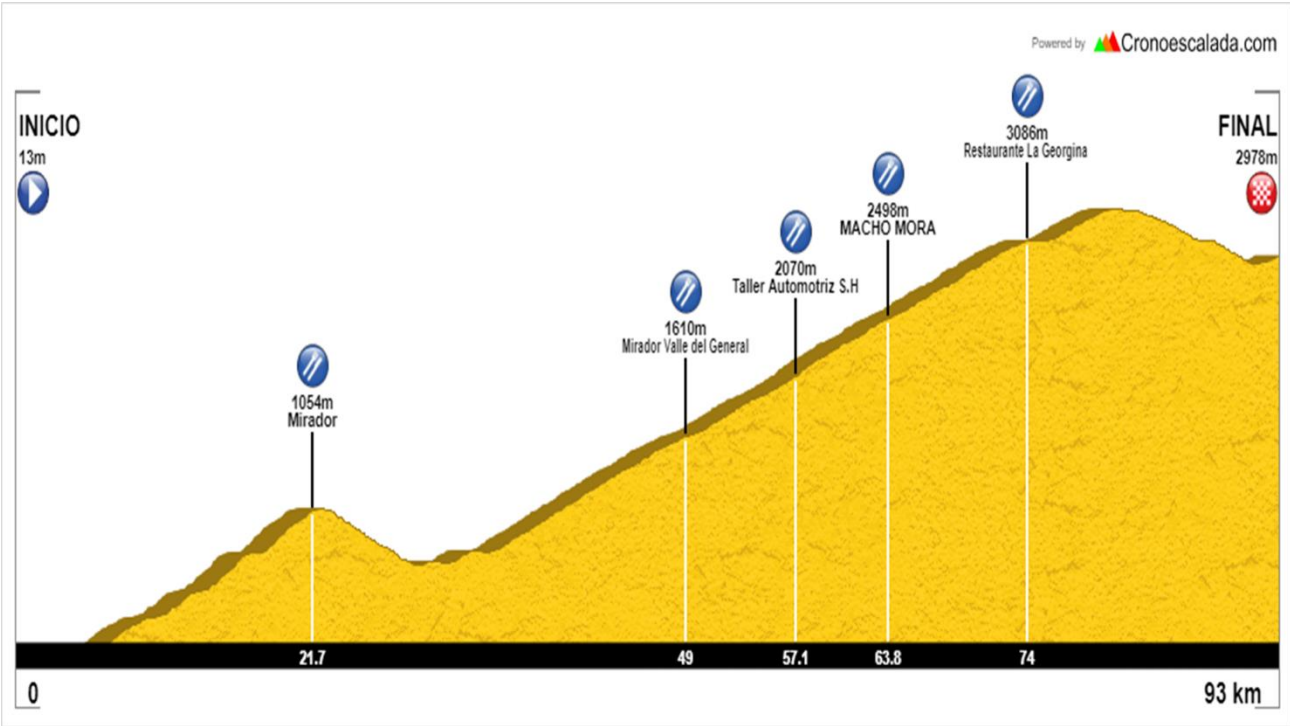 Powered by Cronoescalada.com
INICIO
13m
FINAL
2978m
1054m
Mirador
1610m
Mirador Valle del General
2070m
Taller Automotriz S.H
2498m
MACHO MORA
3086m
Restaurante La Georgina
21.7 49 57.1 63.8 74
0 93 km